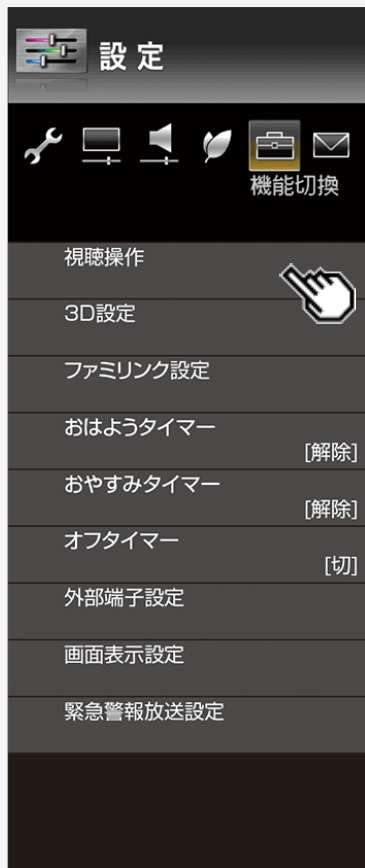 設定
機能切換
視聴操作
3D設定
ファミリンク設定
おはようタイマー
[解除]
おやすみタイマー
[解除]
オフタイマー
[切]
外部端子設定
画面表示設定
緊急警報放送設定